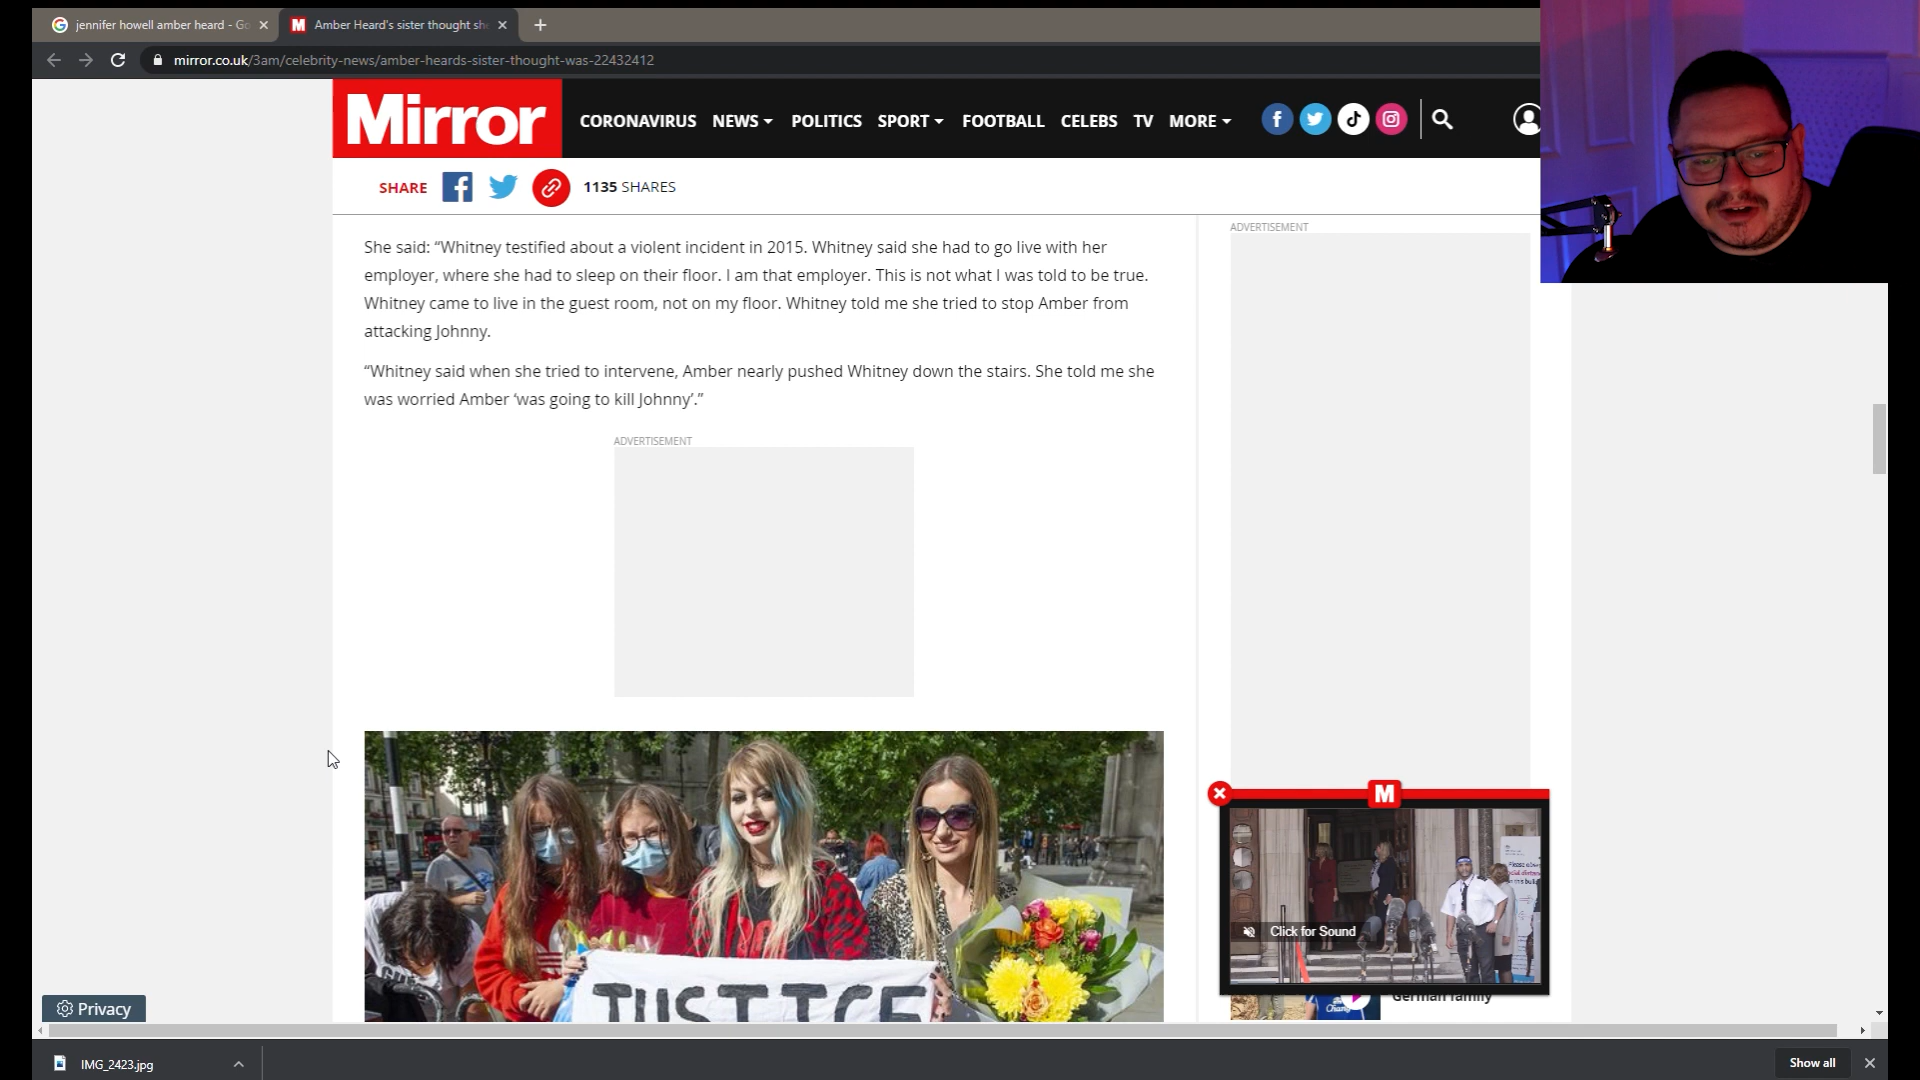 jennifer howell amber heard - Go
Amber Heard's sister thought she
mirror.co.uk/3am/celebrity-news/amber-heards-sister-thought-was-22432412
Mirror
CORONAVIRUS NEWS POLITICS SPORT FOOTBALL CELEBS TV MORE
SHARE
1135 SHARES
ADVERTISEMENT
She said: “Whitney testified about a violent incident in 2015. Whitney said she had to go live with her
employer, where she had to sleep on their floor. I am that employer. This is not what I was told to be true.
Whitney came to live in the guest room, not on my floor. Whitney told me she tried to stop Amber from
attacking Johnny.
“Whitney said when she tried to intervene, Amber nearly pushed Whitney down the stairs. She told me she
was worried Amber ‘was going to kill Johnny’.”
ADVERTISEMENT
M
Click for Sound
German family
JUSTICE
Privacy
IMG_2423.jpg
Show all